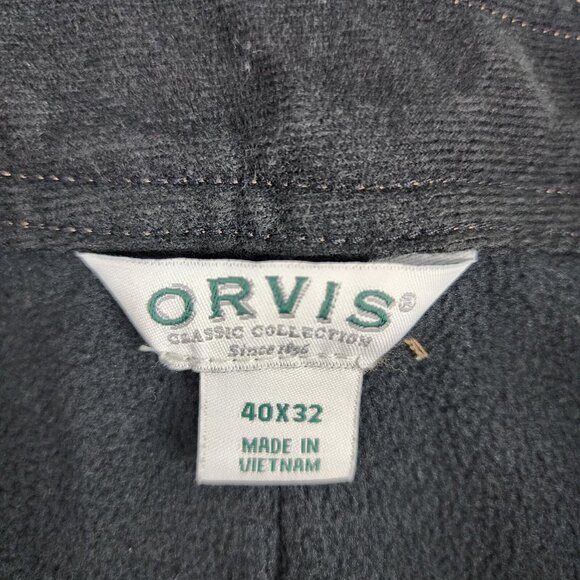 ORVIS®
CLASSIC COLLECTION
Since 1856
40X32
MADE IN
VIETNAM